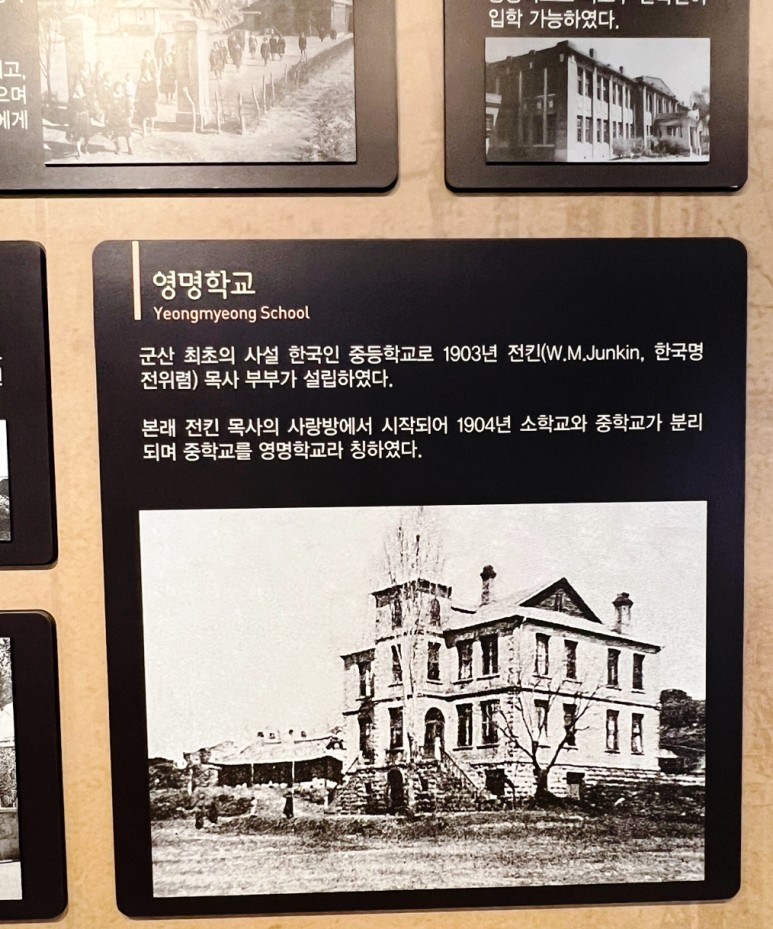 입학 가능하였다.
고,
으며
에게
영명학교
Yeongmyeong School
군산 최초의 사설 한국인 중등학교로 1903년 전킨(W.M.Junkin, 한국명
전위렴) 목사 부부가 설립하였다.
본래 전킨 목사의 사랑방에서 시작되어 1904년 소학교와 중학교가 분리
되며 중학교를 영명학교라 칭하였다.